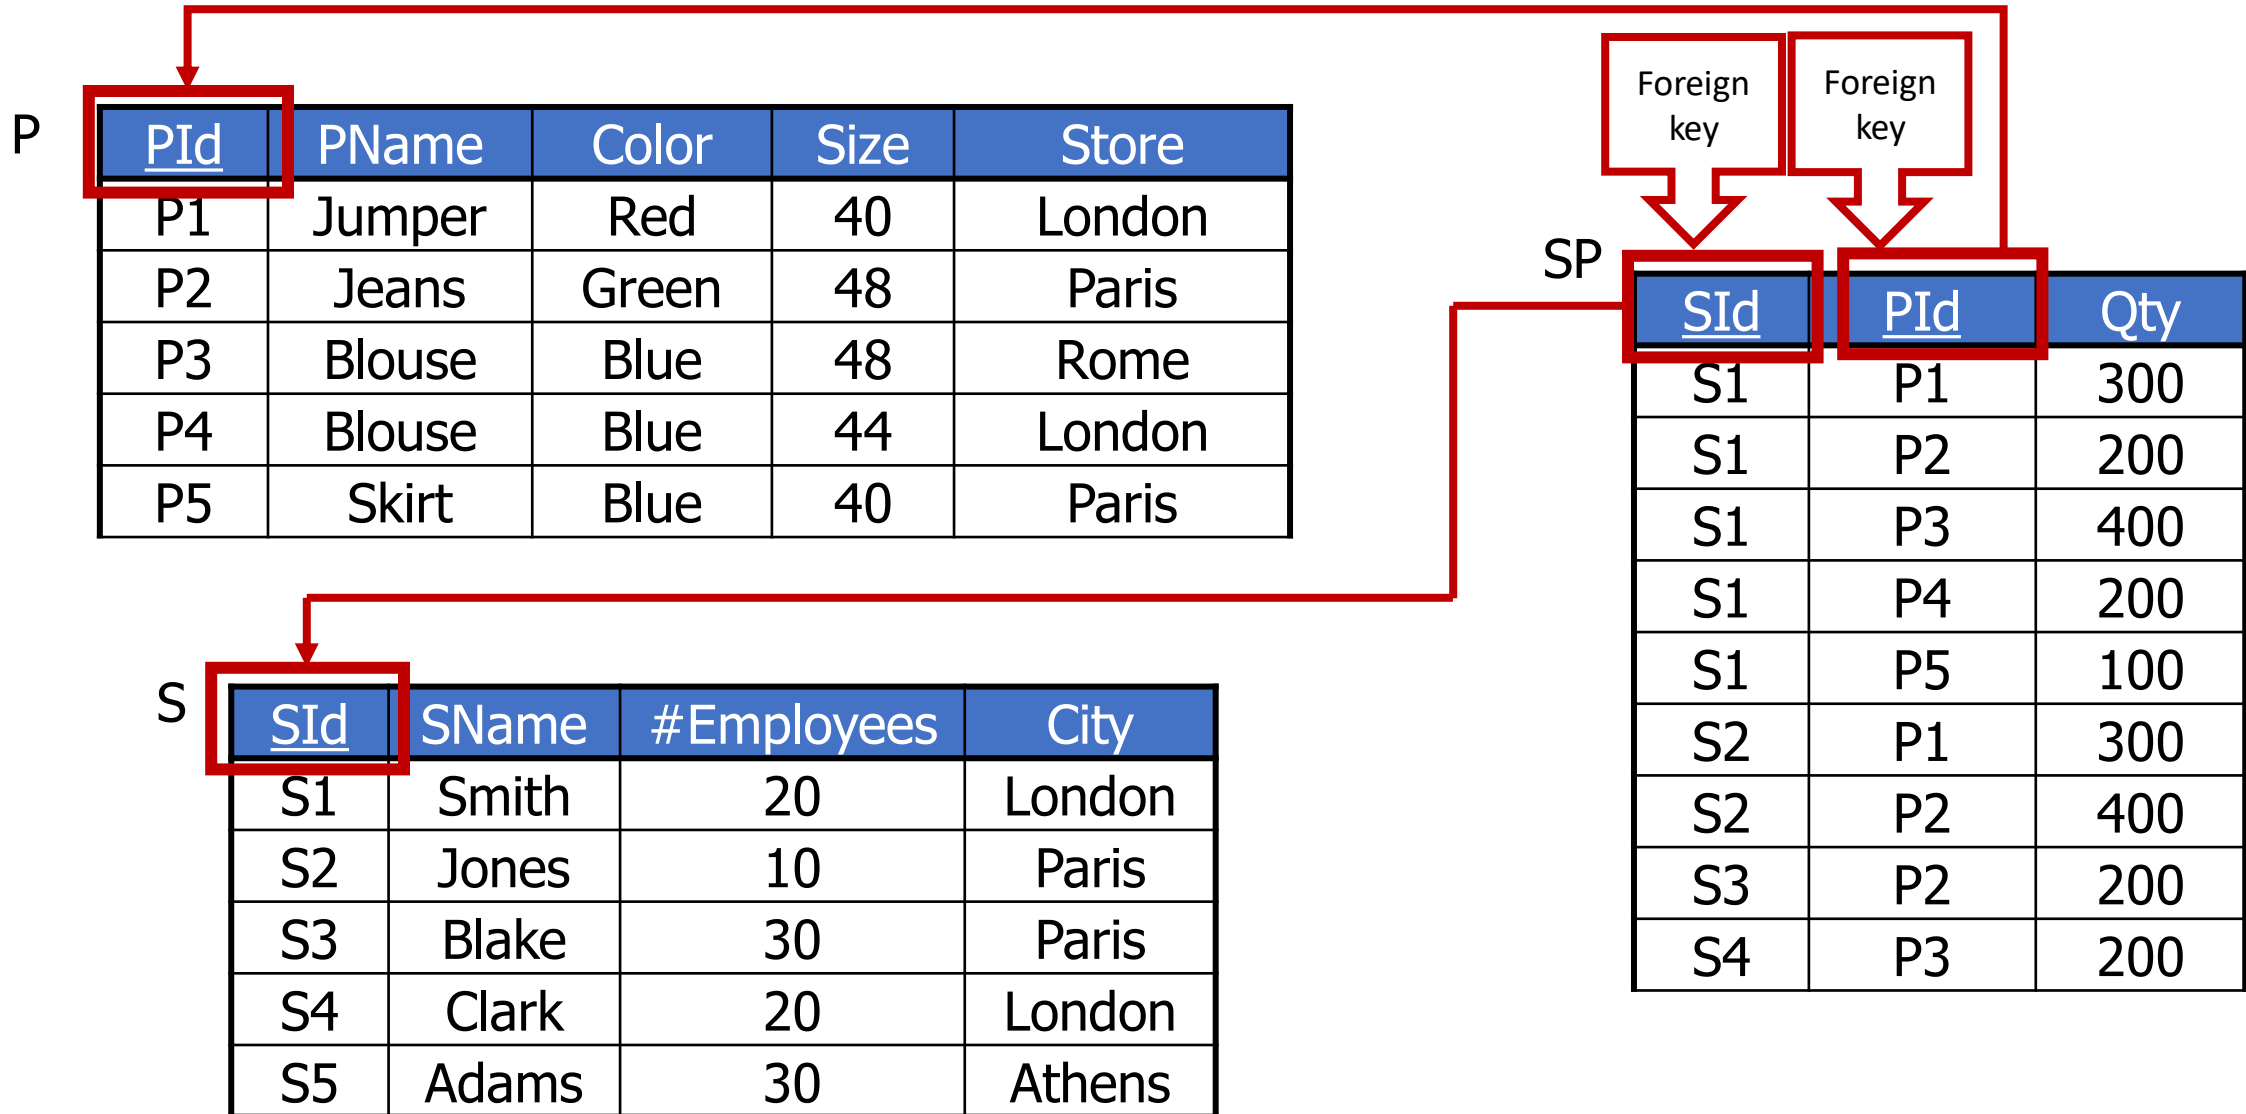 P
PId PName Color Size Store
P1 Jumper Red 40 London
P2 Jeans Green 48 Paris
P3 Blouse Blue 48 Rome
P4 Blouse Blue 44 London
P5 Skirt Blue 40 Paris
S
SId SName #Employees City
S1 Smith 20 London
S2 Jones 10 Paris
S3 Blake 30 Paris
S4 Clark 20 London
S5 Adams 30 Athens
Foreign
key
Foreign
key
SP
SId PId Qty
S1 P1 300
S1 P2 200
S1 P3 400
S1 P4 200
S1 P5 100
S2 P1 300
S2 P2 400
S3 P2 200
S4 P3 200